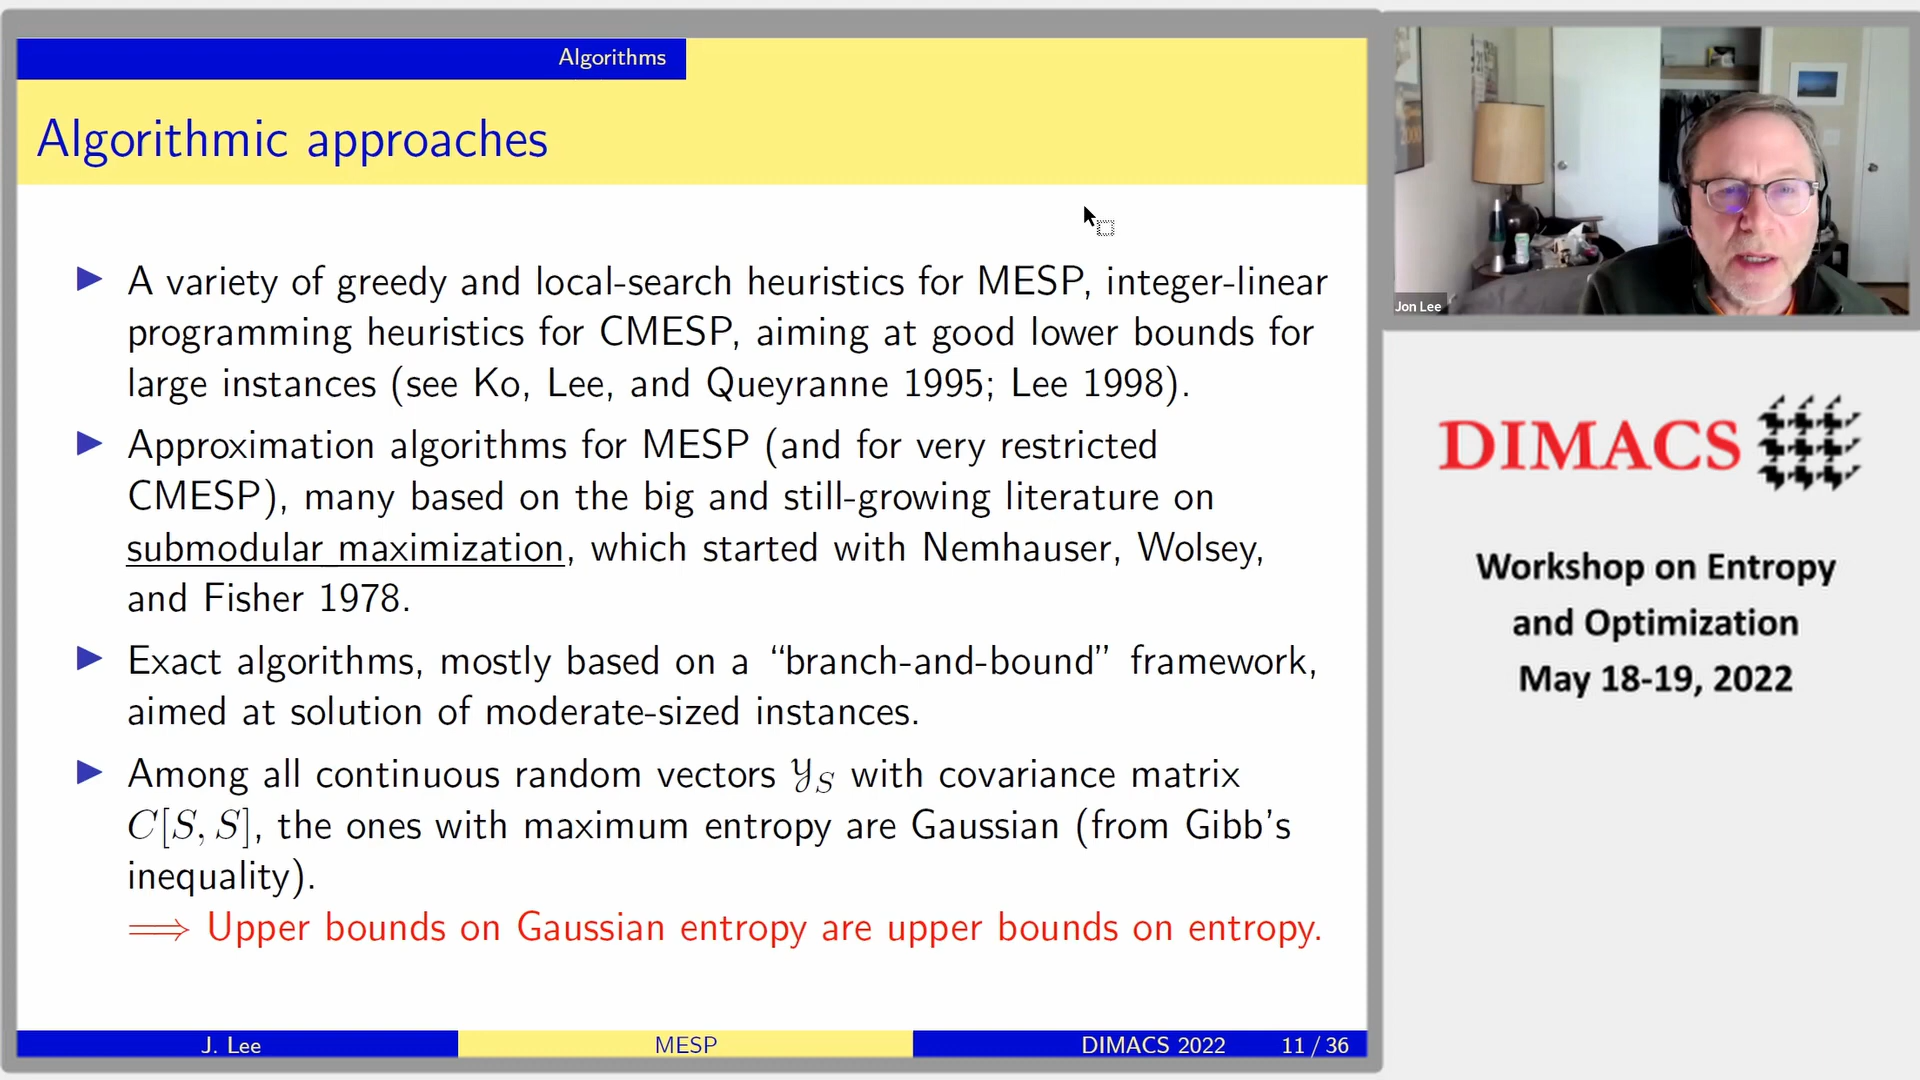 Algorithms
Algorithmic approaches
▶ A variety of greedy and local-search heuristics for MESP, integer-linear
programming heuristics for CMESP, aiming at good lower bounds for
large instances (see Ko, Lee, and Queyranne 1995; Lee 1998).
▶ Approximation algorithms for MESP (and for very restricted
CMESP), many based on the big and still-growing literature on
submodular maximization, which started with Nemhauser, Wolsey,
and Fisher 1978.
▶ Exact algorithms, mostly based on a “branch-and-bound” framework,
aimed at solution of moderate-sized instances.
▶ Among all continuous random vectors 𝒴_S with covariance matrix
C[S, S], the ones with maximum entropy are Gaussian (from Gibb's
inequality).
⟹ Upper bounds on Gaussian entropy are upper bounds on entropy.
J. Lee MESP DIMACS 2022 11 / 36
Jon Lee
DIMACS
Workshop on Entropy
and Optimization
May 18-19, 2022